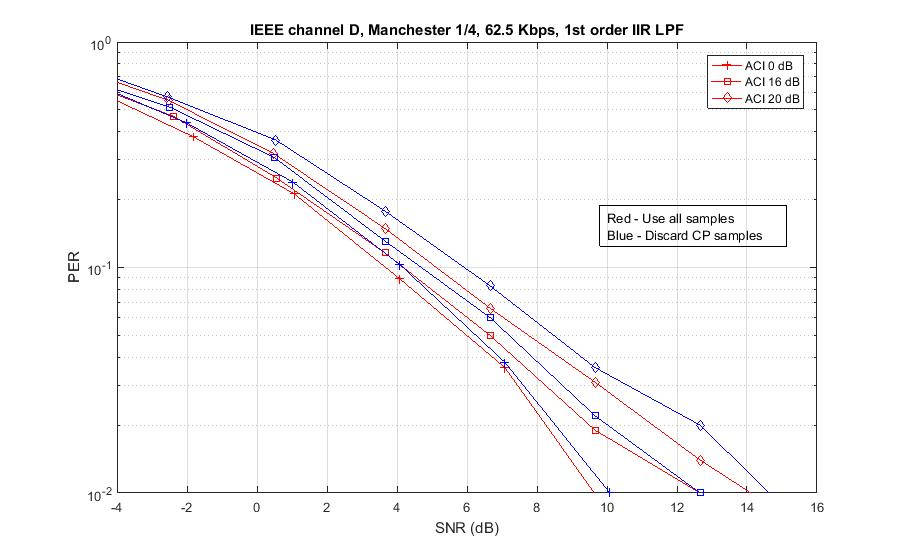 IEEE channel D, Manchester 1/4, 62.5 Kbps, 1st order IIR LPF
10^0
ACI 0 dB
ACI 16 dB
ACI 20 dB
Red - Use all samples
Blue - Discard CP samples
PER
10^-1
10^-2
-4 -2 0 2 4 6 8 10 12 14 16
SNR (dB)